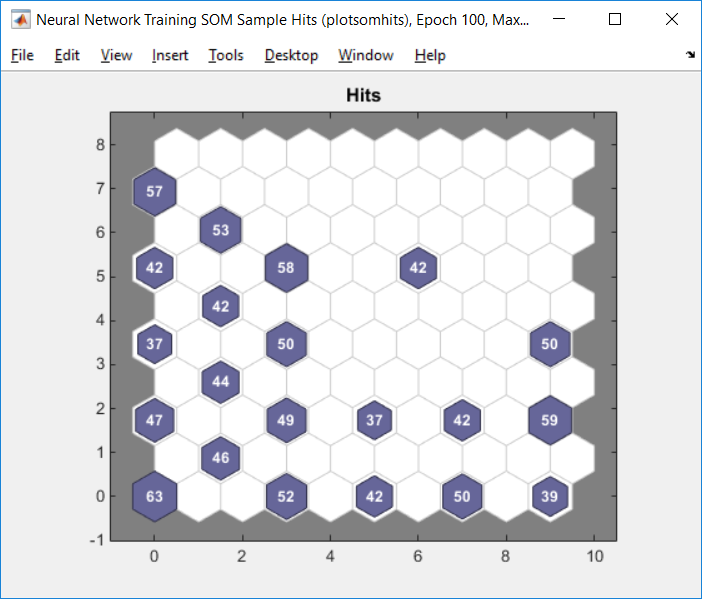 Neural Network Training SOM Sample Hits (plotsomhits), Epoch 100, Max...
File Edit View Insert Tools Desktop Window Help
Hits
8
7
57
6
53
5
42 58 42
42
4
37 50 50
3
44
2
47 49 37 42 59
1
46
0
63 52 42 50 39
-1
0 2 4 6 8 10